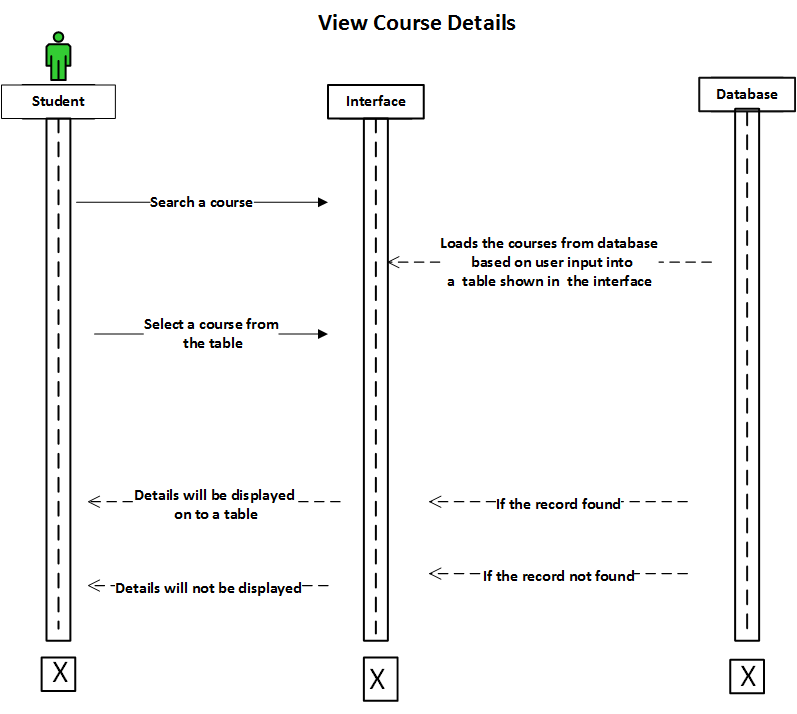 View Course Details
Student
Interface
Database
Search a course
Loads the courses from database
based on user input into
a table shown in the interface
Select a course from
the table
Details will be displayed
on to a table
If the record found
If the record not found
Details will not be displayed
X
X
X